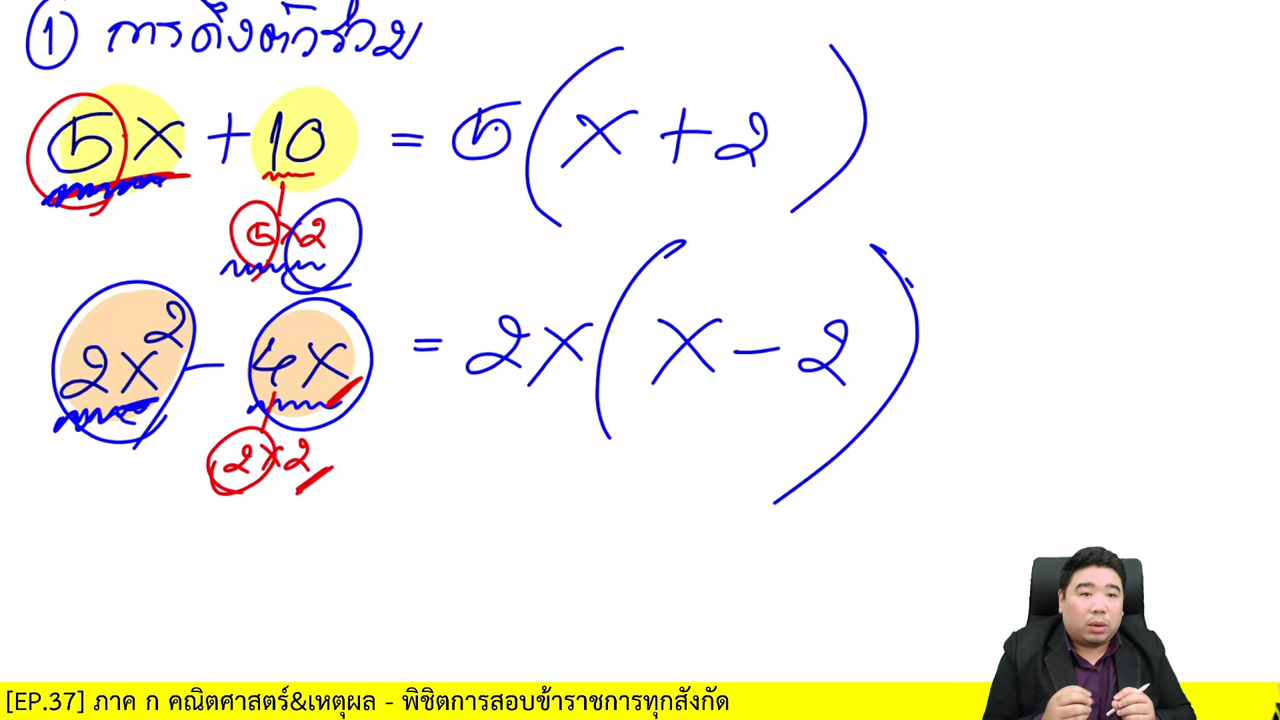 ① การดึงตัวร่วม
5x + 10 = 5(x + 2)
5×2
2x² - 4x = 2x(x - 2)
2×2
[EP.37] ภาค ก คณิตศาสตร์&เหตุผล - พิชิตการสอบข้าราชการทุกสังกัด